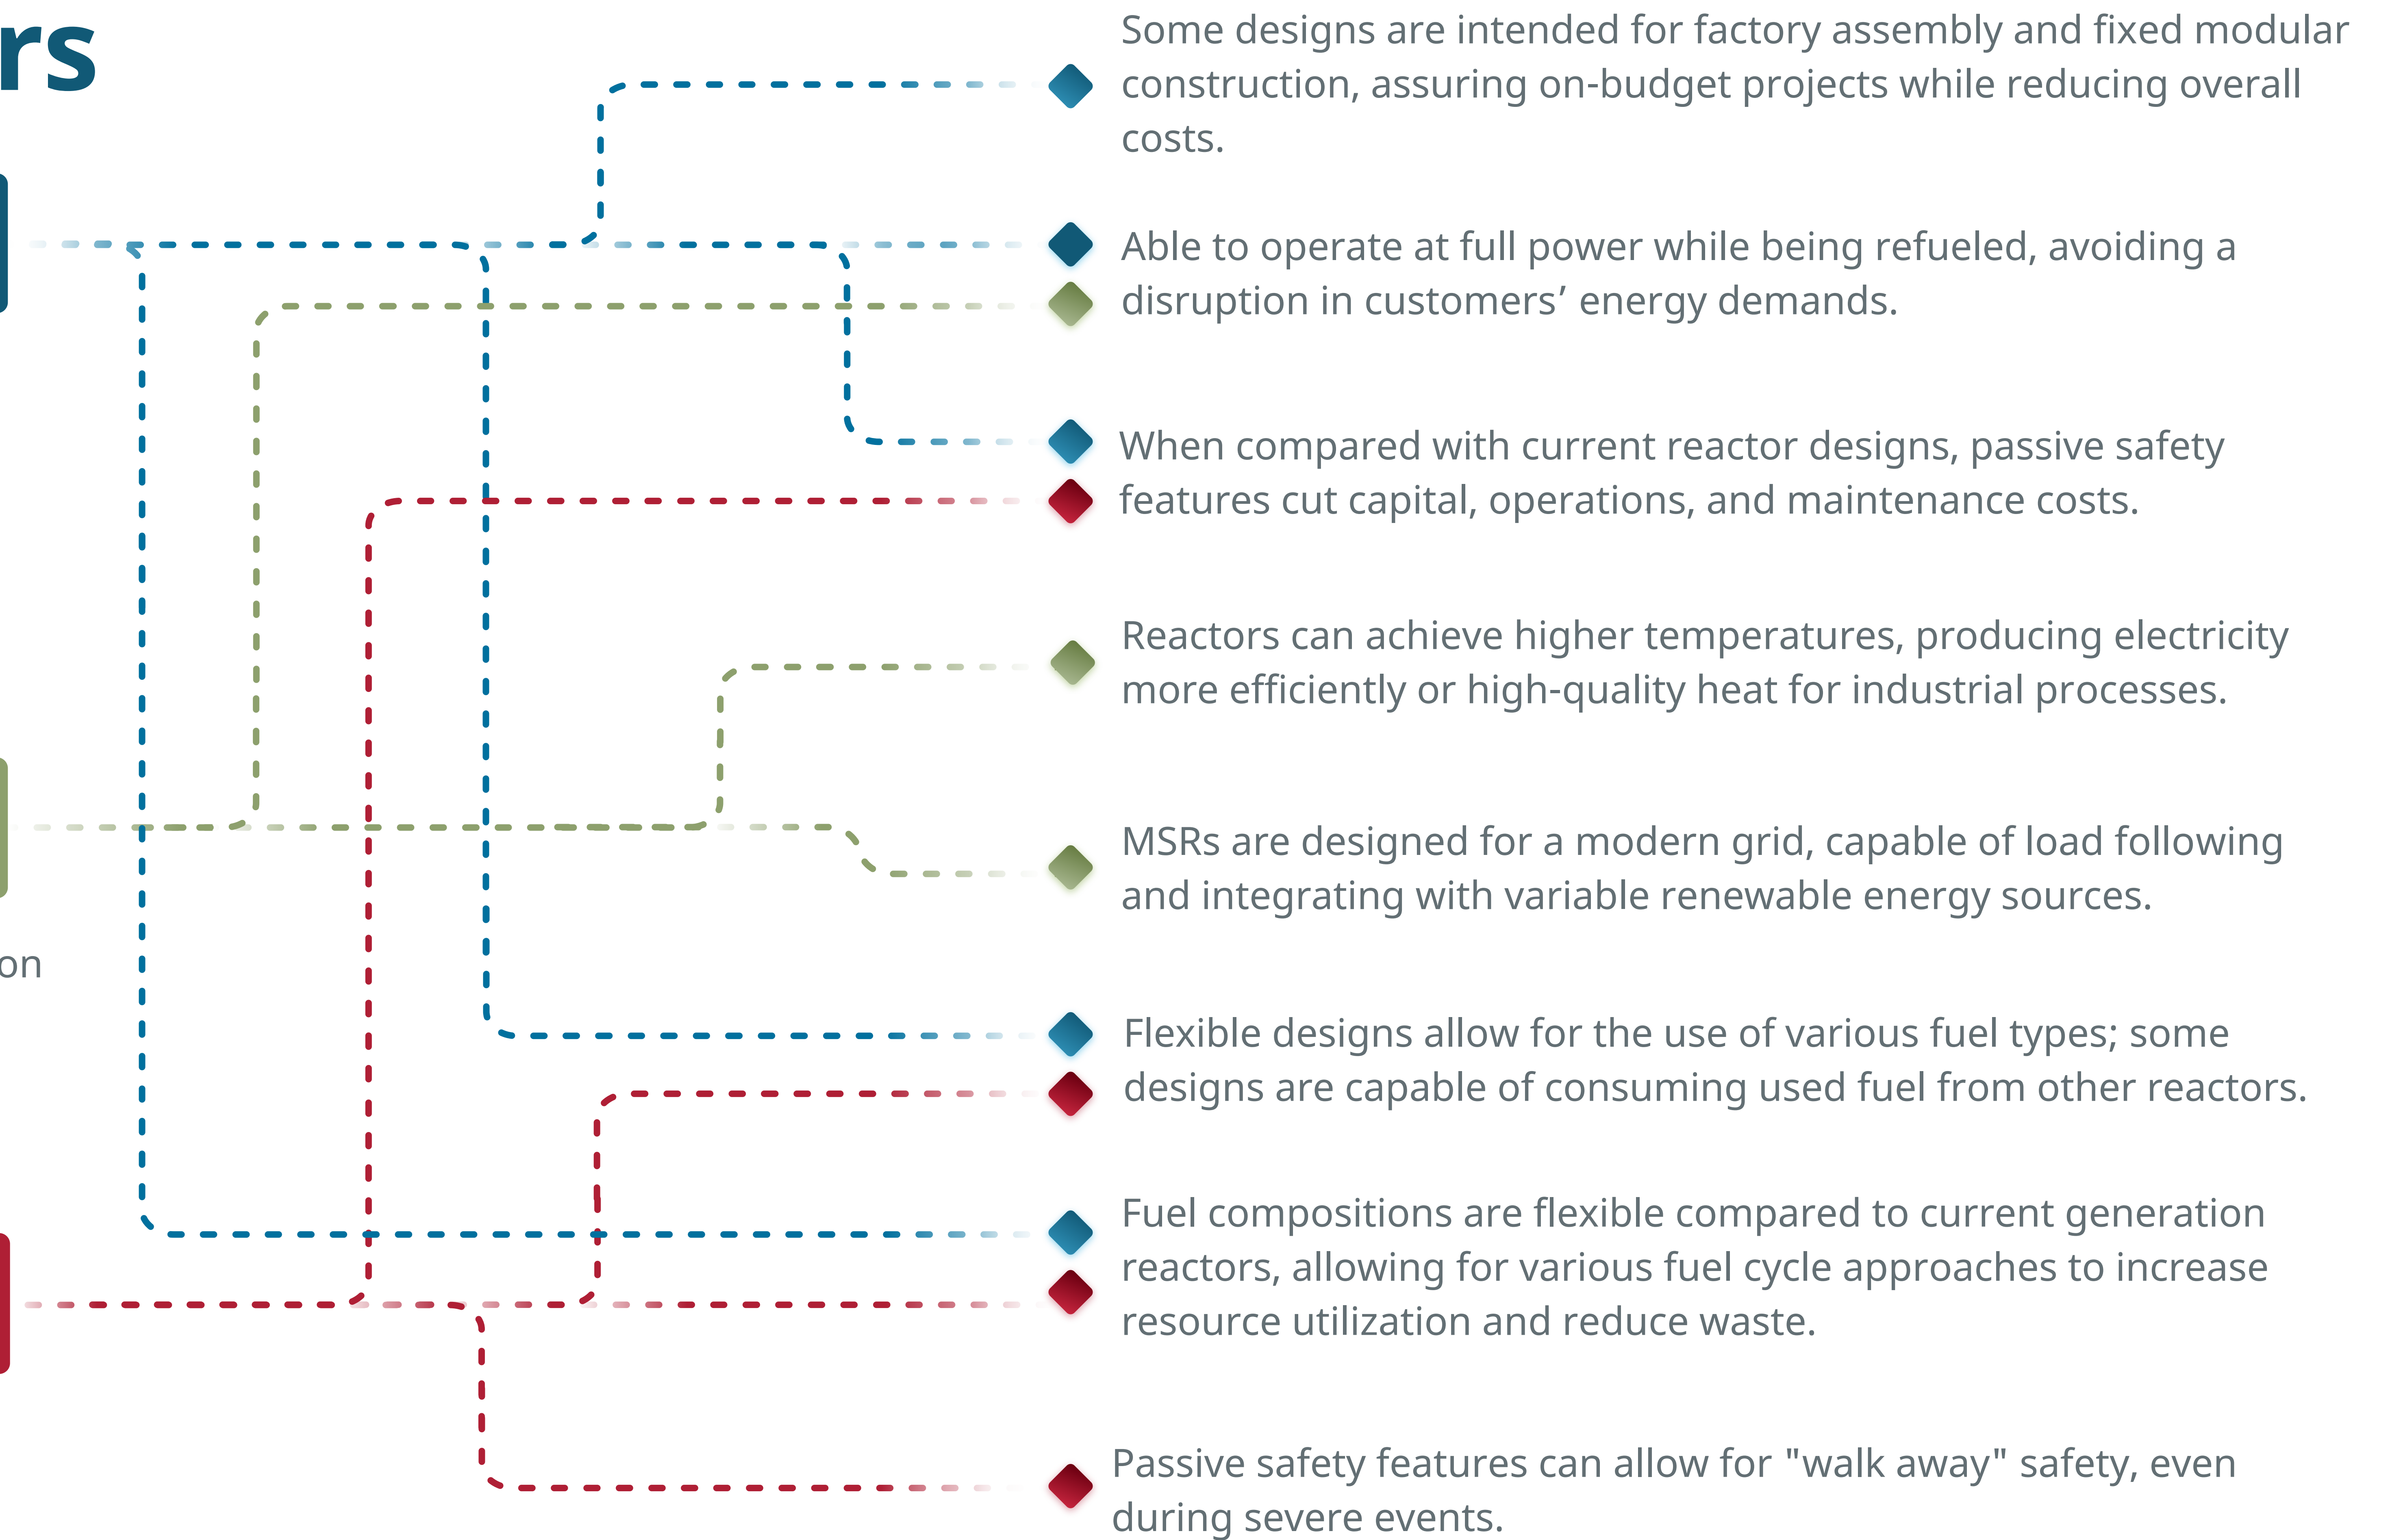 rs
Some designs are intended for factory assembly and fixed modular
construction, assuring on-budget projects while reducing overall
costs.
Able to operate at full power while being refueled, avoiding a
disruption in customers’ energy demands.
When compared with current reactor designs, passive safety
features cut capital, operations, and maintenance costs.
Reactors can achieve higher temperatures, producing electricity
more efficiently or high-quality heat for industrial processes.
MSRs are designed for a modern grid, capable of load following
and integrating with variable renewable energy sources.
on
Flexible designs allow for the use of various fuel types; some
designs are capable of consuming used fuel from other reactors.
Fuel compositions are flexible compared to current generation
reactors, allowing for various fuel cycle approaches to increase
resource utilization and reduce waste.
Passive safety features can allow for "walk away" safety, even
during severe events.